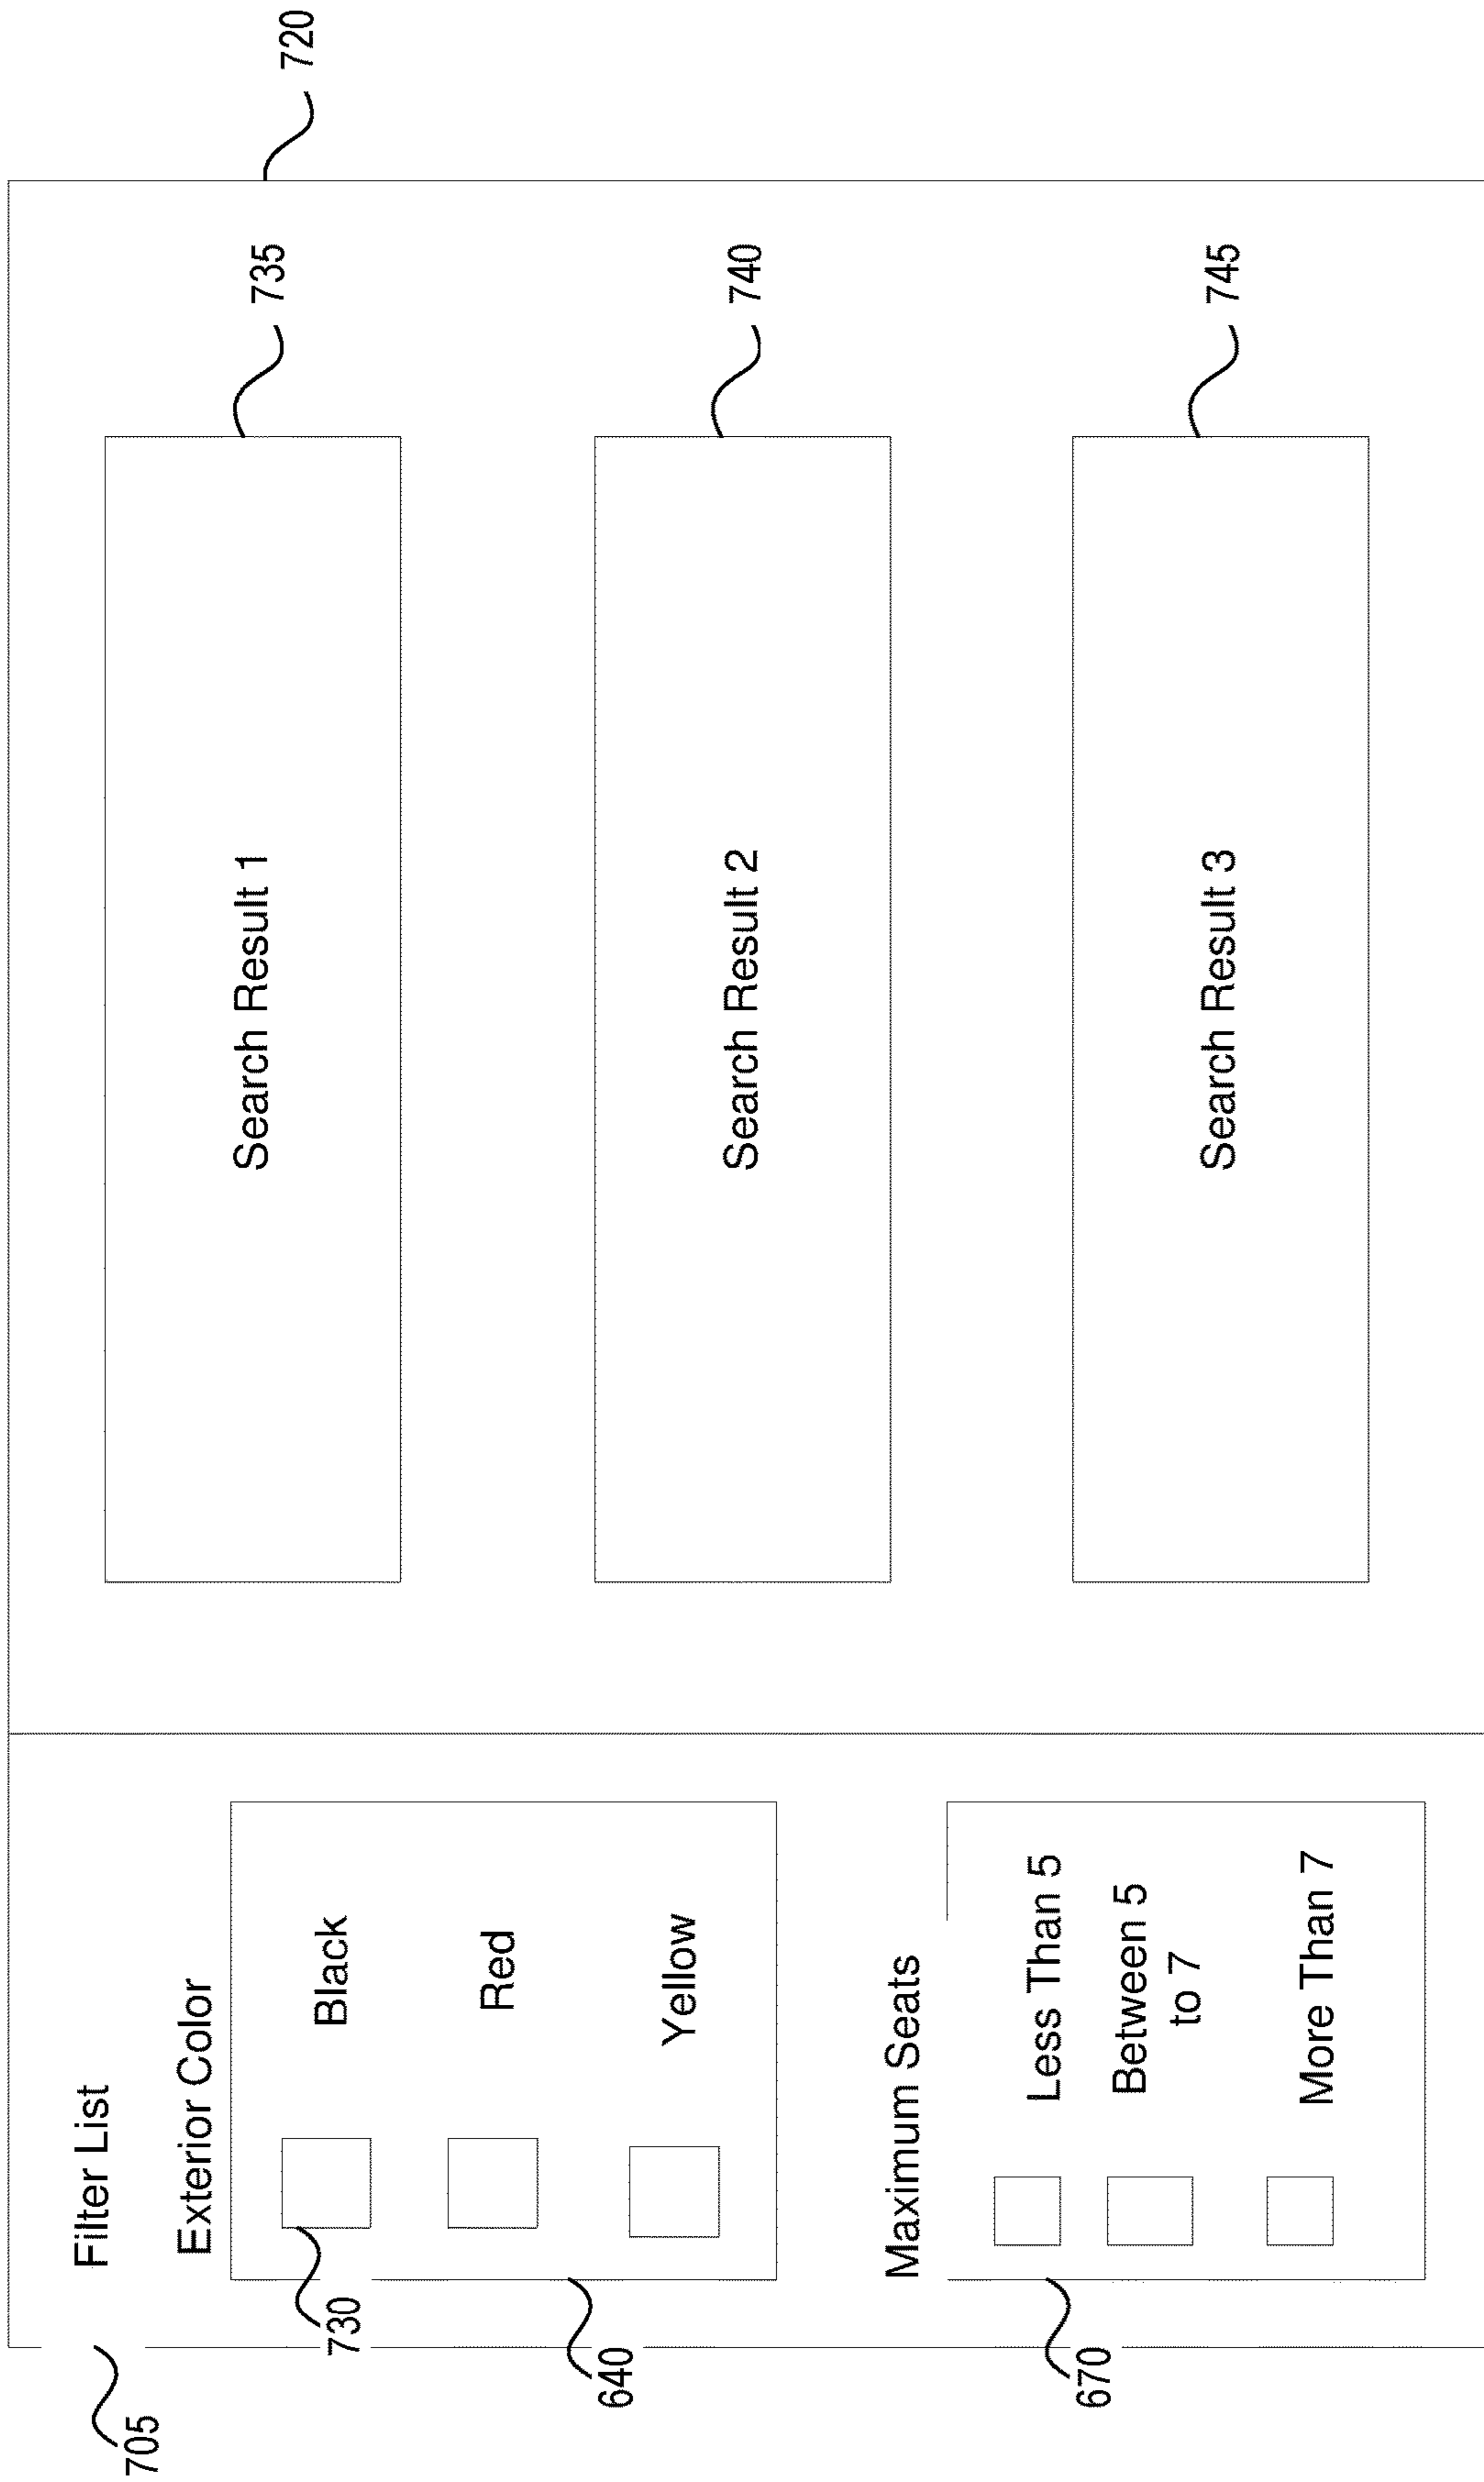 Filter List
705
Exterior Color
730
Black
Red
Yellow
640
Maximum Seats
Less Than 5
Between 5
to 7
More Than 7
670
720
Search Result 1
735
Search Result 2
740
Search Result 3
745